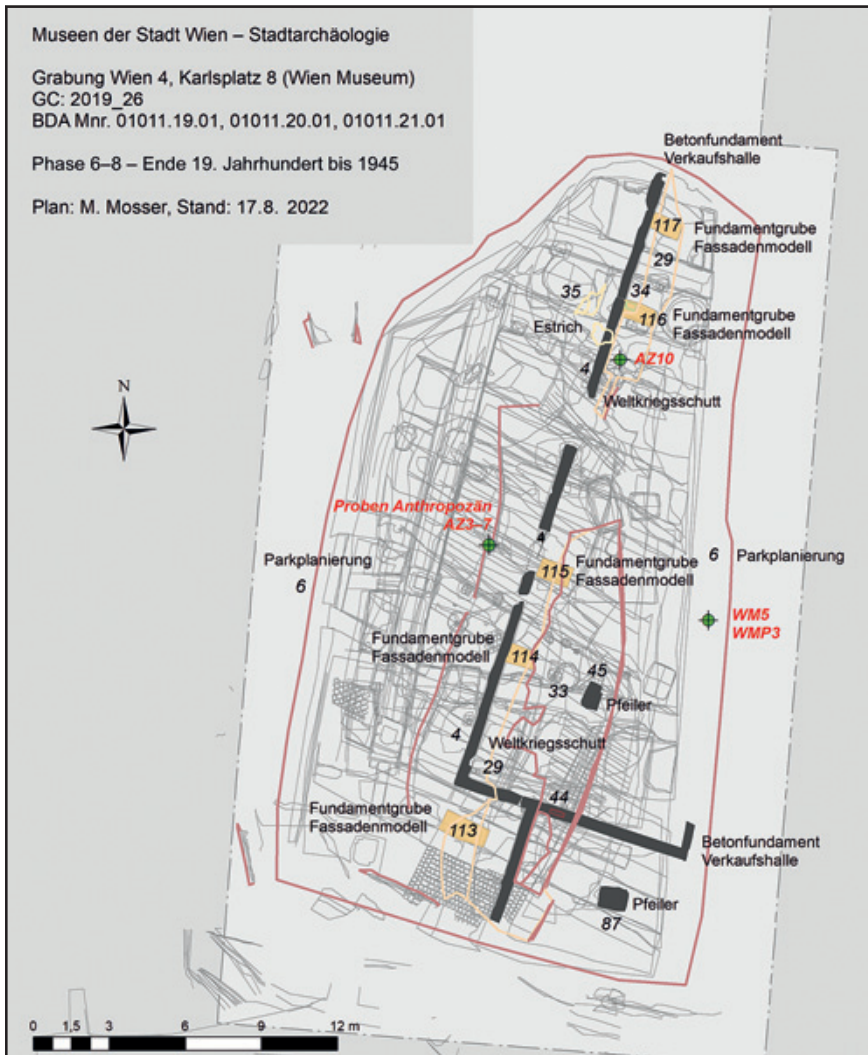 Museen der Stadt Wien – Stadtarchäologie
Grabung Wien 4, Karlsplatz 8 (Wien Museum)
GC: 2019_26
BDA Mnr. 01011.19.01, 01011.20.01, 01011.21.01
Phase 6–8 – Ende 19. Jahrhundert bis 1945
Plan: M. Mosser, Stand: 17.8. 2022
Betonfundament
Verkaufshalle
117
Fundamentgrube
Fassadenmodell
29
35
34
116
Fundamentgrube
Fassadenmodell
Estrich
AZ10
4
Weltkriegsschutt
N
Proben Anthropozän
AZ3–7
4
Parkplanierung
6
6
Parkplanierung
115
Fundamentgrube
Fassadenmodell
WM5
WMP3
Fundamentgrube
Fassadenmodell
114
45
33
Pfeiler
4
Weltkriegsschutt
29
44
Fundamentgrube
Fassadenmodell
113
Betonfundament
Verkaufshalle
Pfeiler
87
0 1,5 3 6 9 12 m